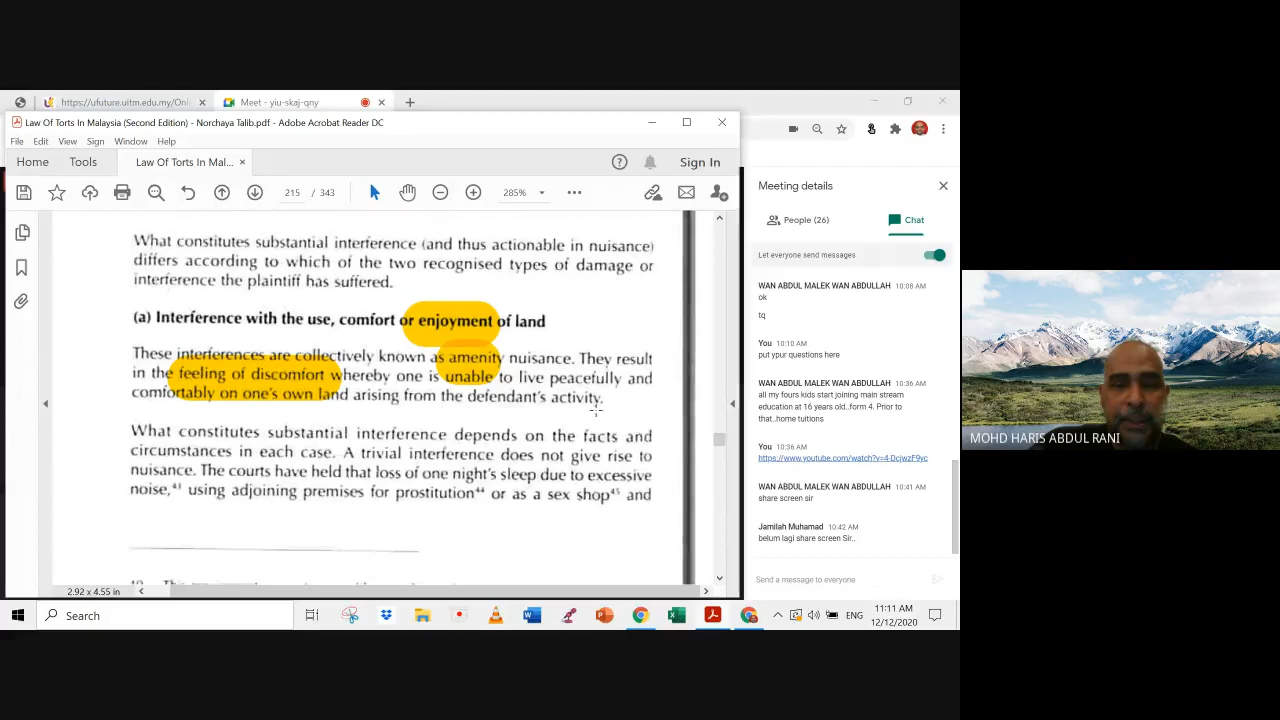 https://ufuture.uitm.edu.my/Onl
Meet - yiu-skaj-qny
Law Of Torts In Malaysia (Second Edition) - Norchaya Talib.pdf - Adobe Acrobat Reader DC
File Edit View Sign Window Help
Home Tools Law Of Torts In Mal... Sign In
215 / 343 285%
What constitutes substantial interference (and thus actionable in nuisance)
differs according to which of the two recognised types of damage or
interference the plaintiff has suffered.
(a) Interference with the use, comfort or enjoyment of land
These interferences are collectively known as amenity nuisance. They result
in the feeling of discomfort whereby one is unable to live peacefully and
comfortably on one's own land arising from the defendant's activity.
What constitutes substantial interference depends on the facts and
circumstances in each case. A trivial interference does not give rise to
nuisance. The courts have held that loss of one night's sleep due to excessive
noise,43 using adjoining premises for prostitution44 or as a sex shop45 and
2.92 x 4.55 in
Meeting details
People (26) Chat
Let everyone send messages
WAN ABDUL MALEK WAN ABDULLAH 10:08 AM
ok
tq
You 10:10 AM
put ypur questions here
WAN ABDUL MALEK WAN ABDULLAH 10:36 AM
all my fours kids start joining main stream
education at 16 years old..form 4. Prior to
that..home tuitions
You 10:36 AM
https://www.youtube.com/watch?v=4-DcjwzF9yc
WAN ABDUL MALEK WAN ABDULLAH 10:41 AM
share screen sir
Jamilah Muhamad 10:42 AM
belum lagi share screen Sir..
Send a message to everyone
MOHD HARIS ABDUL RANI
Search
ENG
11:11 AM
12/12/2020